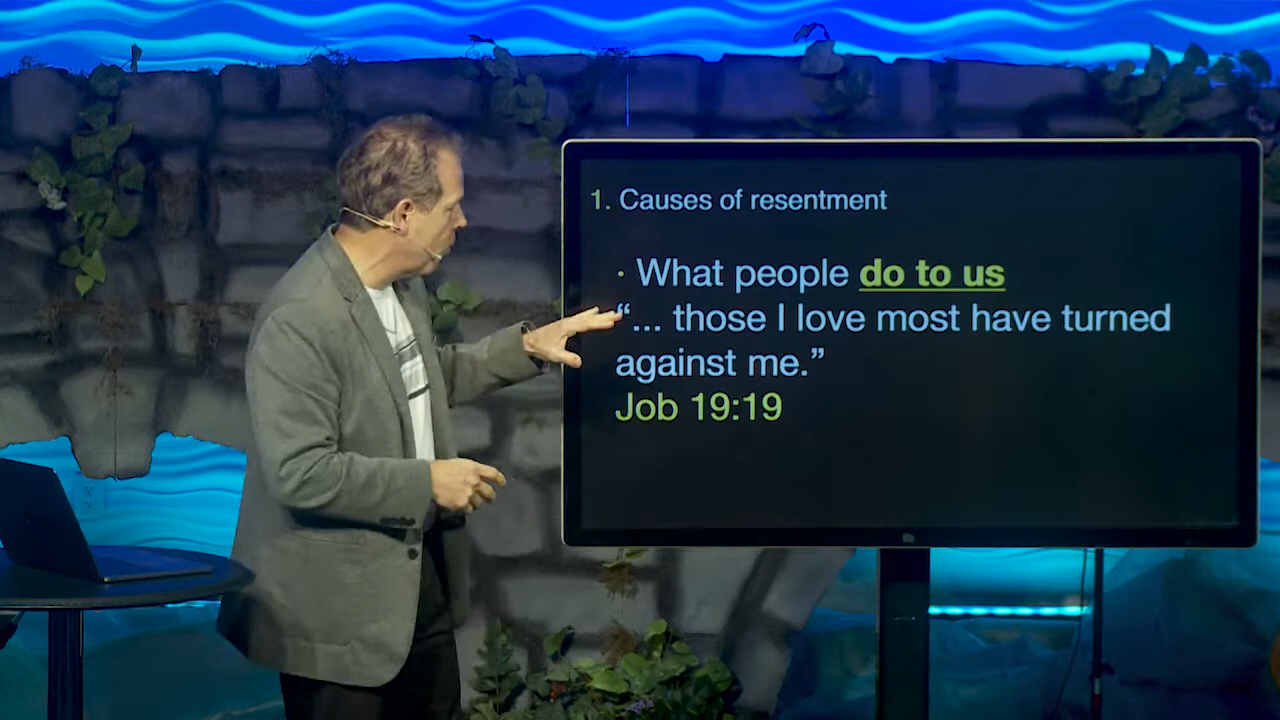 1. Causes of resentment
· What people do to us
“... those I love most have turned
against me.”
Job 19:19